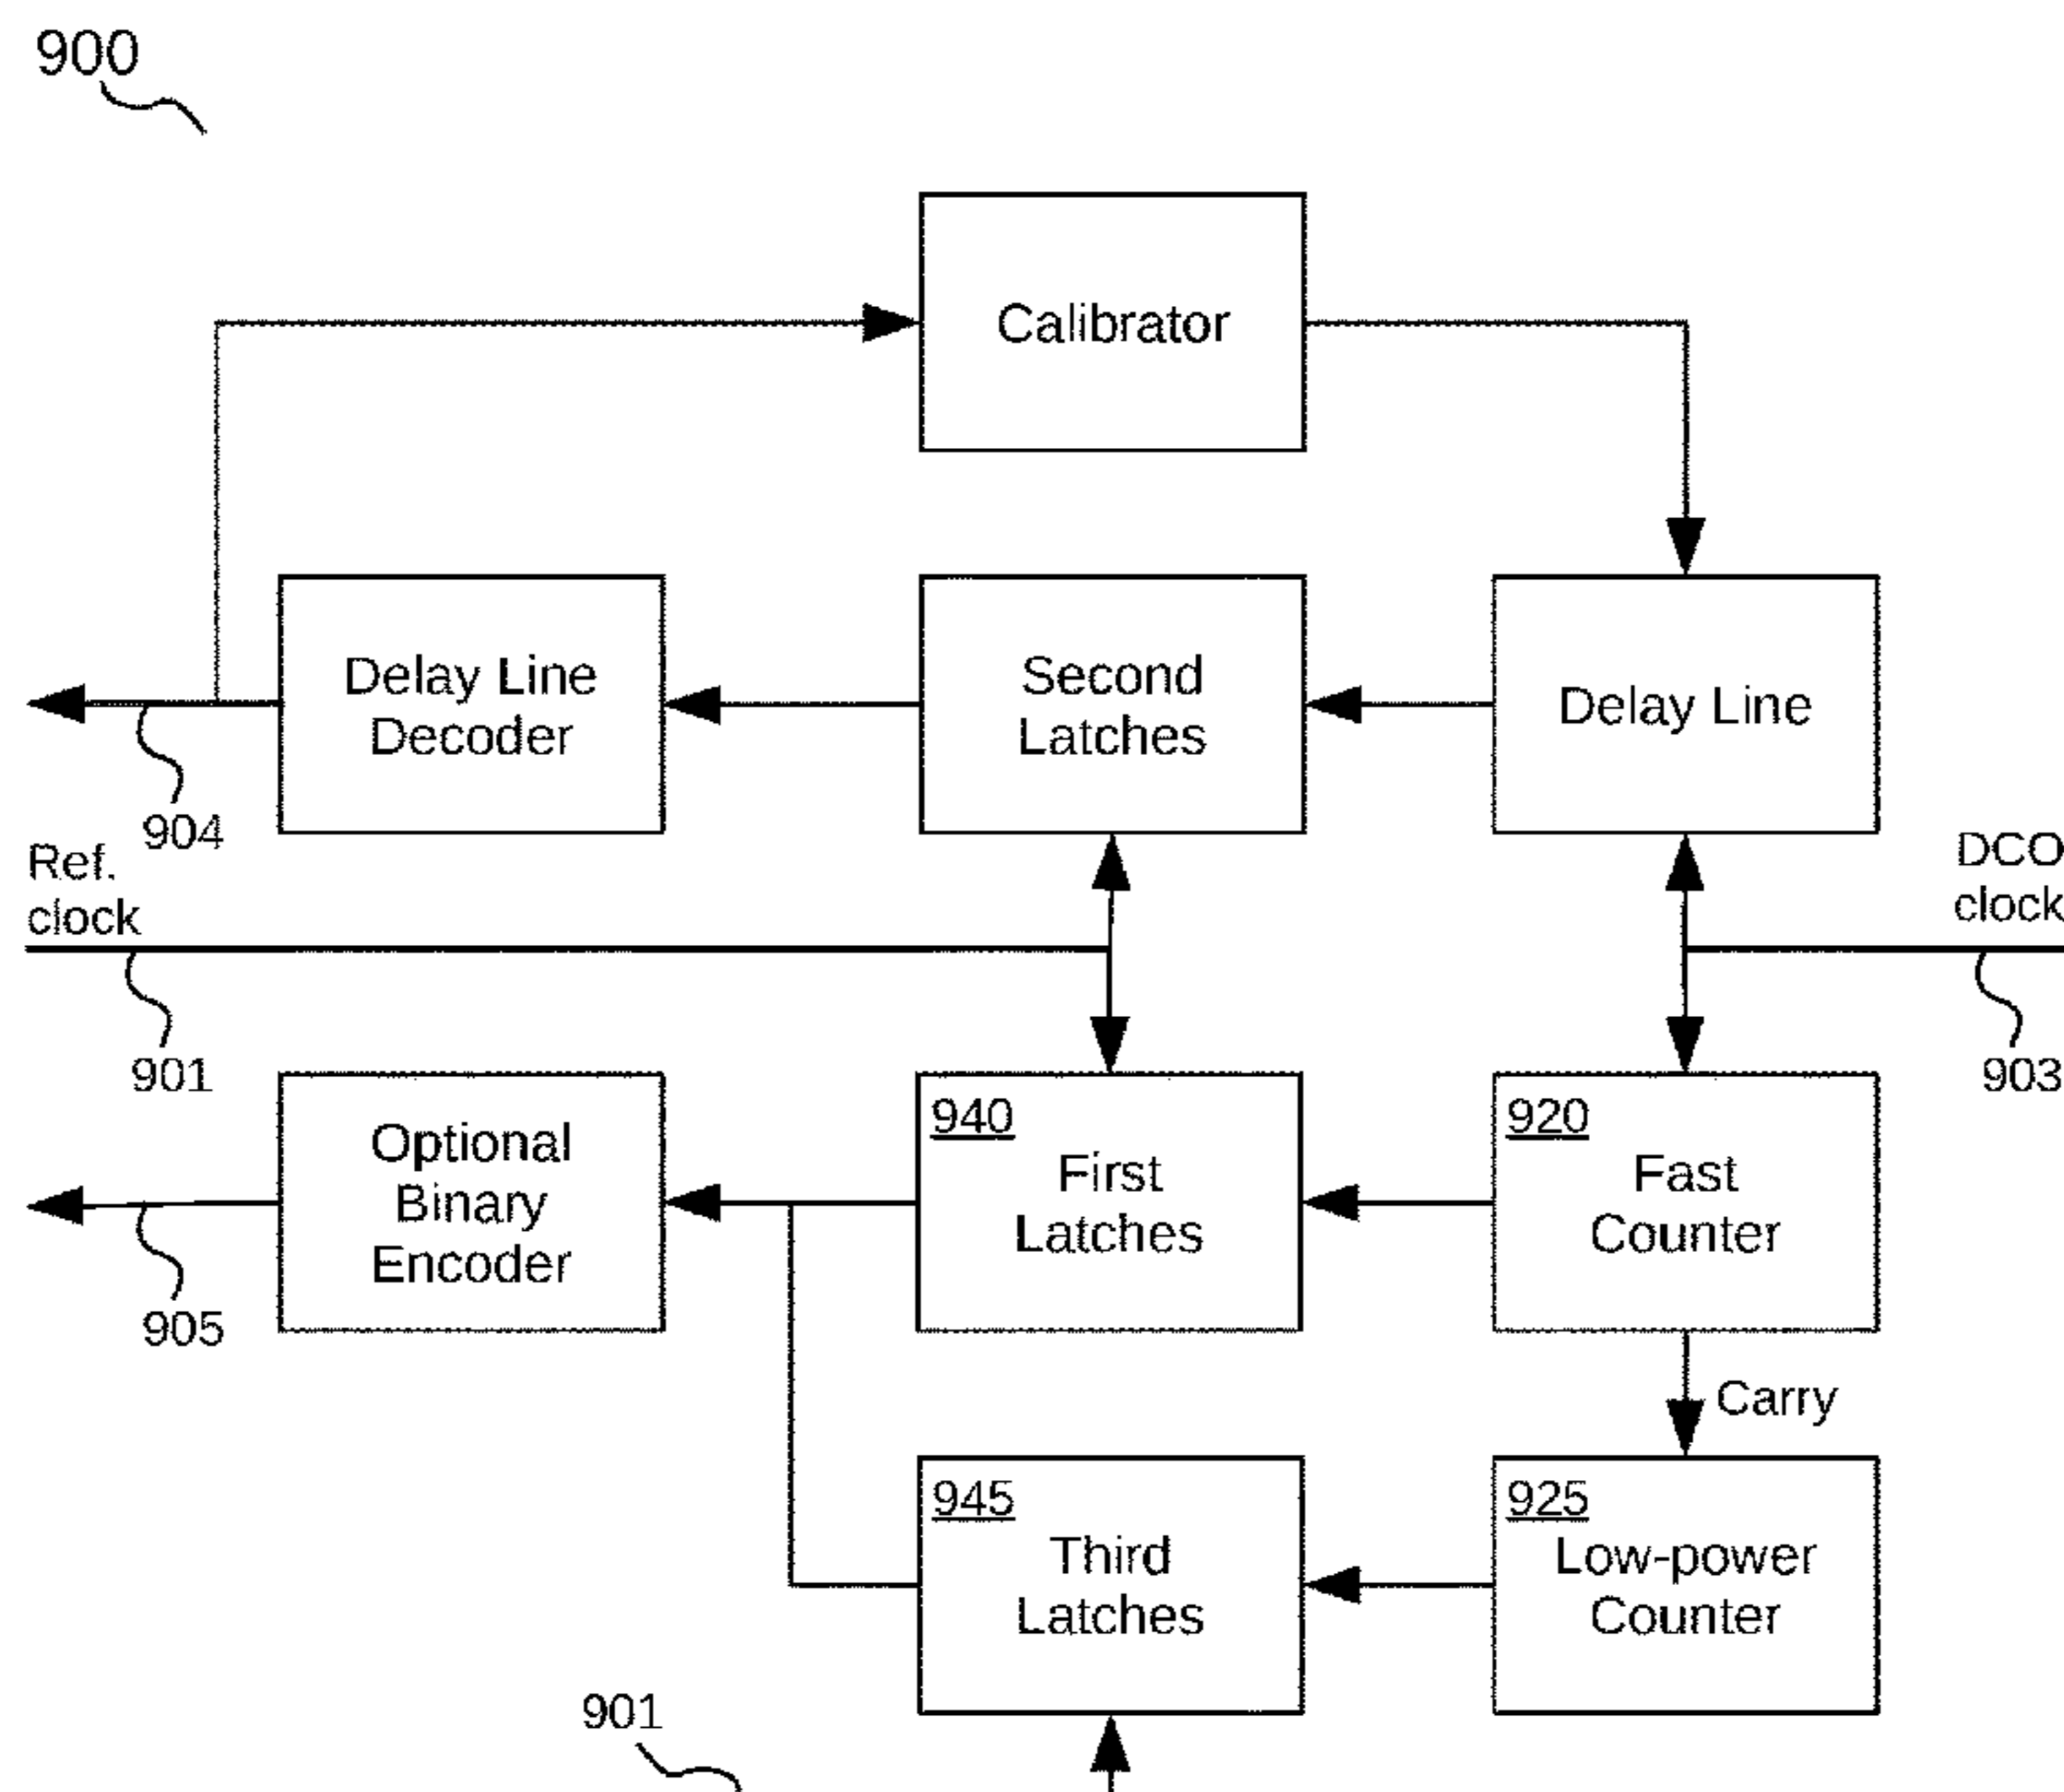 900
Calibrator
Delay Line
Decoder
Second
Latches
Delay Line
904
Ref.
clock
DCO
clock
901
903
Optional
Binary
Encoder
940
First
Latches
920
Fast
Counter
905
Carry
945
Third
Latches
925
Low-power
Counter
901